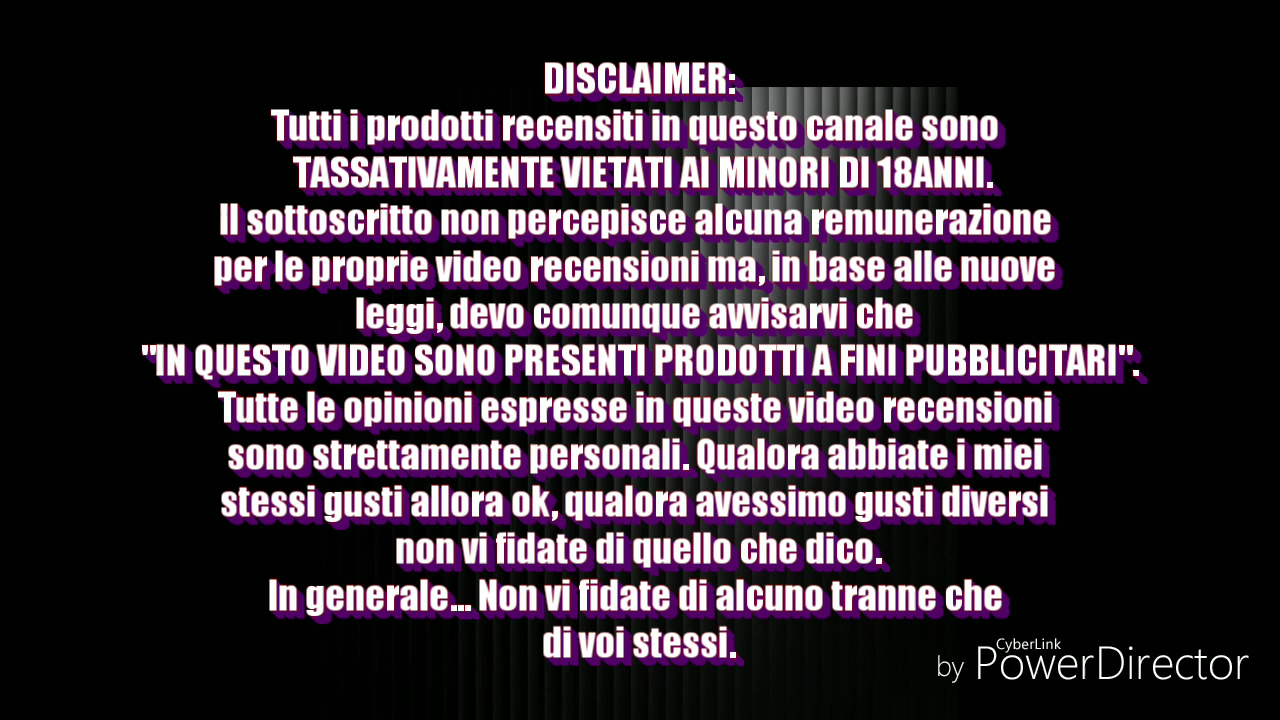 DISCLAIMER:
Tutti i prodotti recensiti in questo canale sono
TASSATIVAMENTE VIETATI AI MINORI DI 18ANNI.
Il sottoscritto non percepisce alcuna remunerazione
per le proprie video recensioni ma, in base alle nuove
leggi, devo comunque avvisarvi che
"IN QUESTO VIDEO SONO PRESENTI PRODOTTI A FINI PUBBLICITARI".
Tutte le opinioni espresse in queste video recensioni
sono strettamente personali. Qualora abbiate i miei
stessi gusti allora ok, qualora avessimo gusti diversi
non vi fidate di quello che dico.
In generale... Non vi fidate di alcuno tranne che
di voi stessi.
CyberLink
by PowerDirector